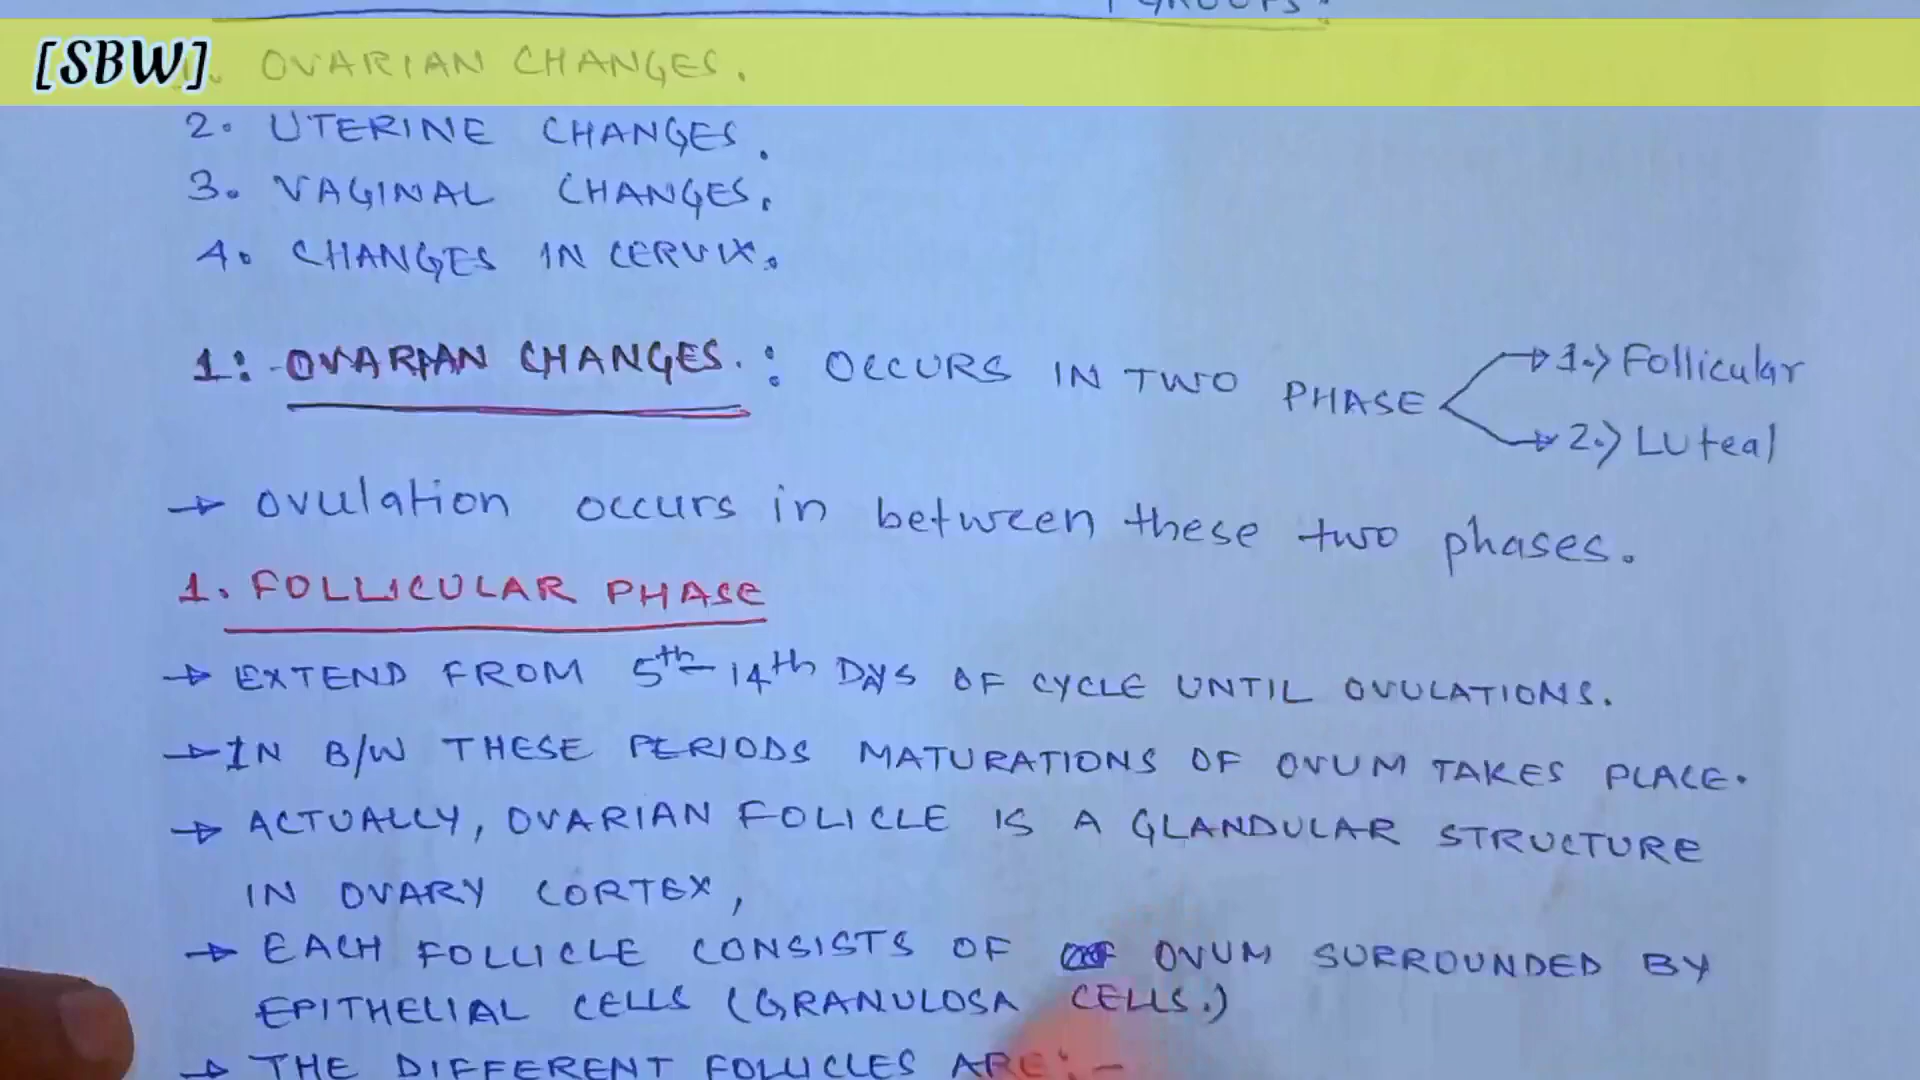 [SBW]
OVARIAN CHANGES.
2. UTERINE CHANGES.
3. VAGINAL CHANGES.
4. CHANGES IN CERVIX.
1: OVARIAN CHANGES. : OCCURS IN TWO PHASE
1.) Follicular
2.) Luteal
→ ovulation occurs in between these two phases.
1. FOLLICULAR PHASE
→ EXTEND FROM 5th-14th DAYS OF CYCLE UNTIL OVULATIONS.
→ IN B/W THESE PERIODS MATURATIONS OF OVUM TAKES PLACE.
→ ACTUALLY, OVARIAN FOLICLE IS A GLANDULAR STRUCTURE
IN OVARY CORTEX,
→ EACH FOLLICLE CONSISTS OF OVUM SURROUNDED BY
EPITHELIAL CELLS (GRANULOSA CELLS.)
→ THE DIFFERENT FOLLICLES ARE:-